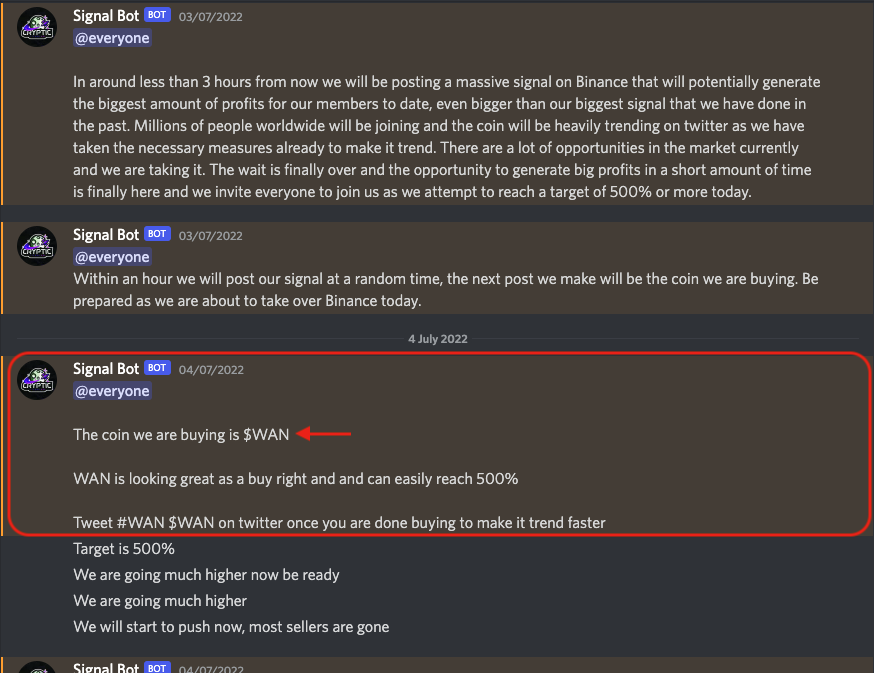 Signal Bot BOT 03/07/2022
@everyone
In around less than 3 hours from now we will be posting a massive signal on Binance that will potentially generate
the biggest amount of profits for our members to date, even bigger than our biggest signal that we have done in
the past. Millions of people worldwide will be joining and the coin will be heavily trending on twitter as we have
taken the necessary measures already to make it trend. There are a lot of opportunities in the market currently
and we are taking it. The wait is finally over and the opportunity to generate big profits in a short amount of time
is finally here and we invite everyone to join us as we attempt to reach a target of 500% or more today.
CRYPTIC
Signal Bot BOT 03/07/2022
@everyone
Within an hour we will post our signal at a random time, the next post we make will be the coin we are buying. Be
prepared as we are about to take over Binance today.
CRYPTIC
4 July 2022
Signal Bot BOT 04/07/2022
@everyone
CRYPTIC
The coin we are buying is $WAN
WAN is looking great as a buy right and and can easily reach 500%
Tweet #WAN $WAN on twitter once you are done buying to make it trend faster
Target is 500%
We are going much higher now be ready
We are going much higher
We will start to push now, most sellers are gone
Signal Bot BOT 04/07/2022